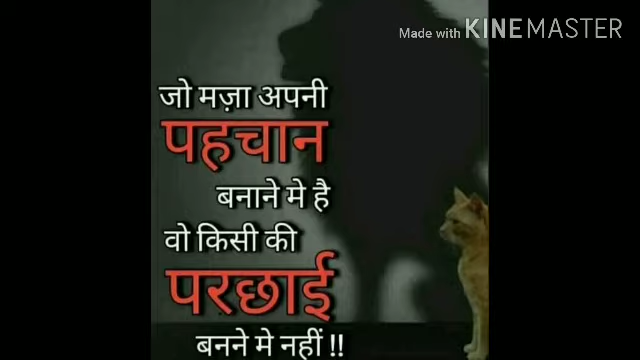 Made with KINEMASTER
जो मज़ा अपनी
पहचान
बनाने मे है
वो किसी की
परछाई
बनने मे नहीं !!